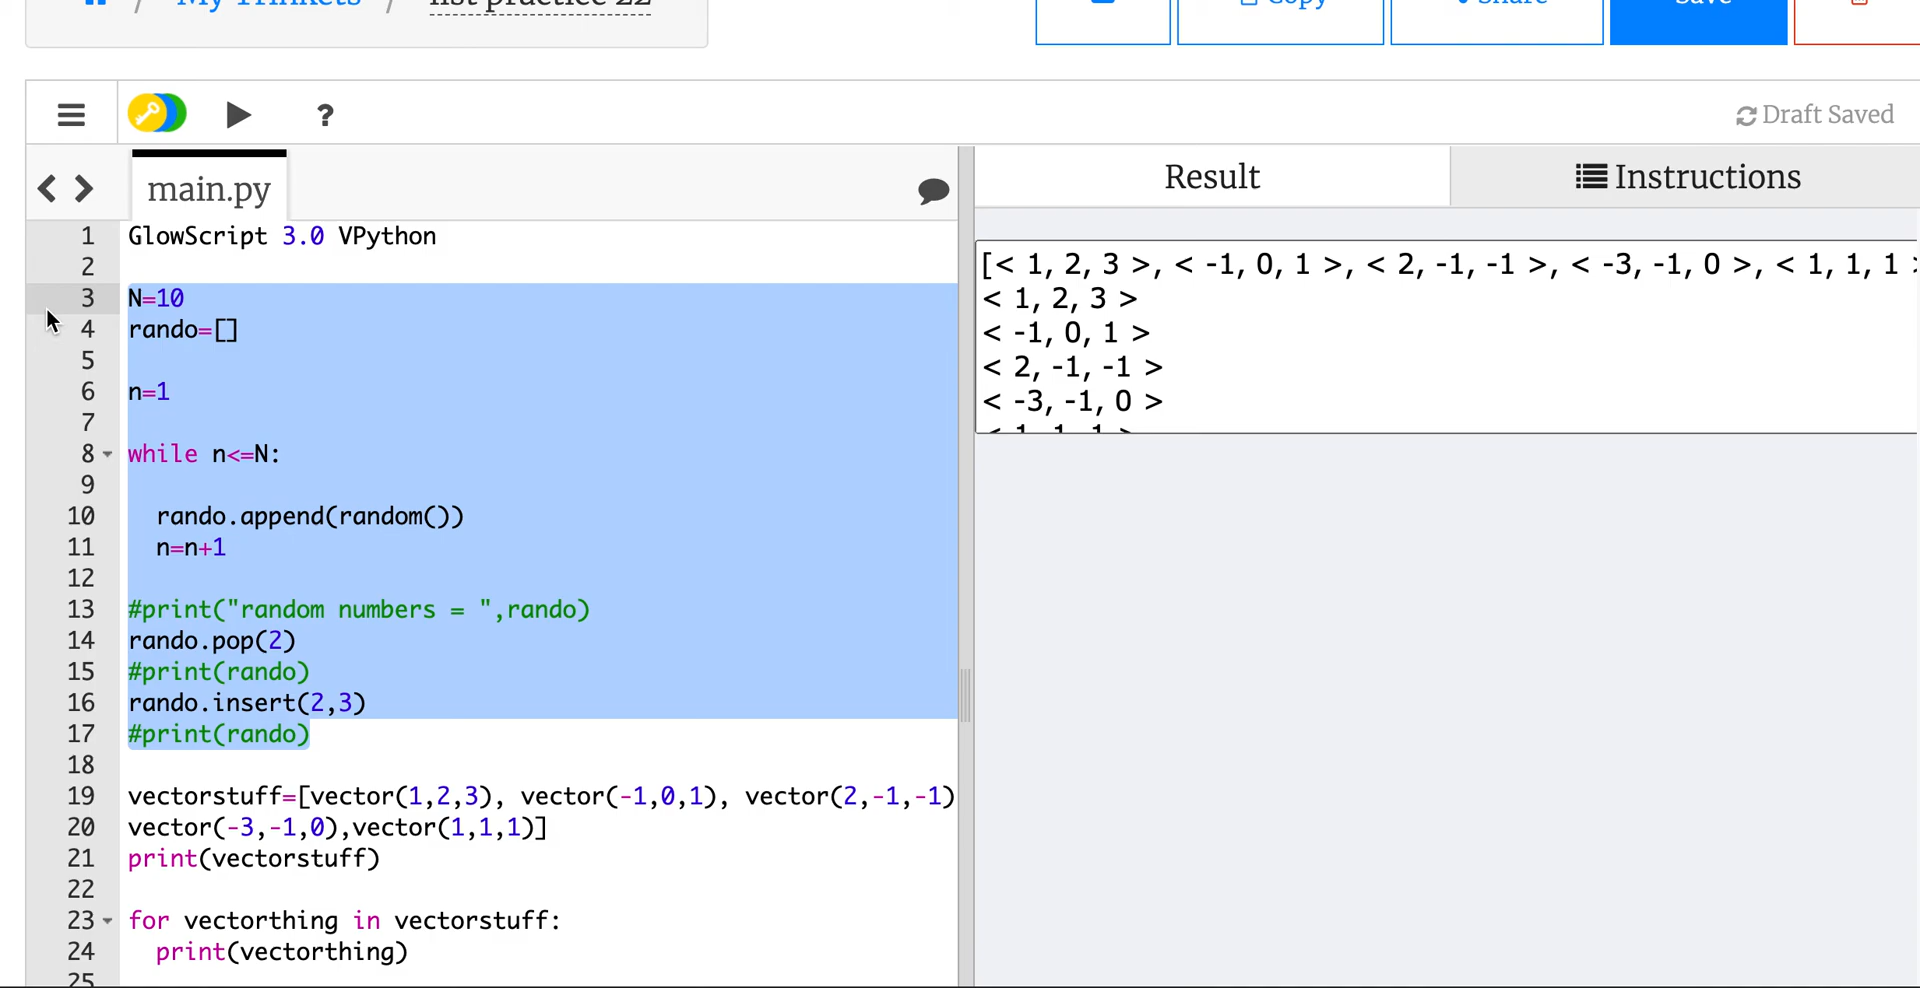 / My Trinkets / list practice 22
Copy
Share
Save
?
Draft Saved
main.py
Result
Instructions
1 GlowScript 3.0 VPython
2
3 N=10
4 rando=[]
5
6 n=1
7
8 while n<=N:
9
10 rando.append(random())
11 n=n+1
12
13 #print("random numbers = ",rando)
14 rando.pop(2)
15 #print(rando)
16 rando.insert(2,3)
17 #print(rando)
18
19 vectorstuff=[vector(1,2,3), vector(-1,0,1), vector(2,-1,-1)
20 vector(-3,-1,0),vector(1,1,1)]
21 print(vectorstuff)
22
23 for vectorthing in vectorstuff:
24 print(vectorthing)
25
[< 1, 2, 3 >, < -1, 0, 1 >, < 2, -1, -1 >, < -3, -1, 0 >, < 1, 1, 1 >
< 1, 2, 3 >
< -1, 0, 1 >
< 2, -1, -1 >
< -3, -1, 0 >
< 1, 1, 1 >